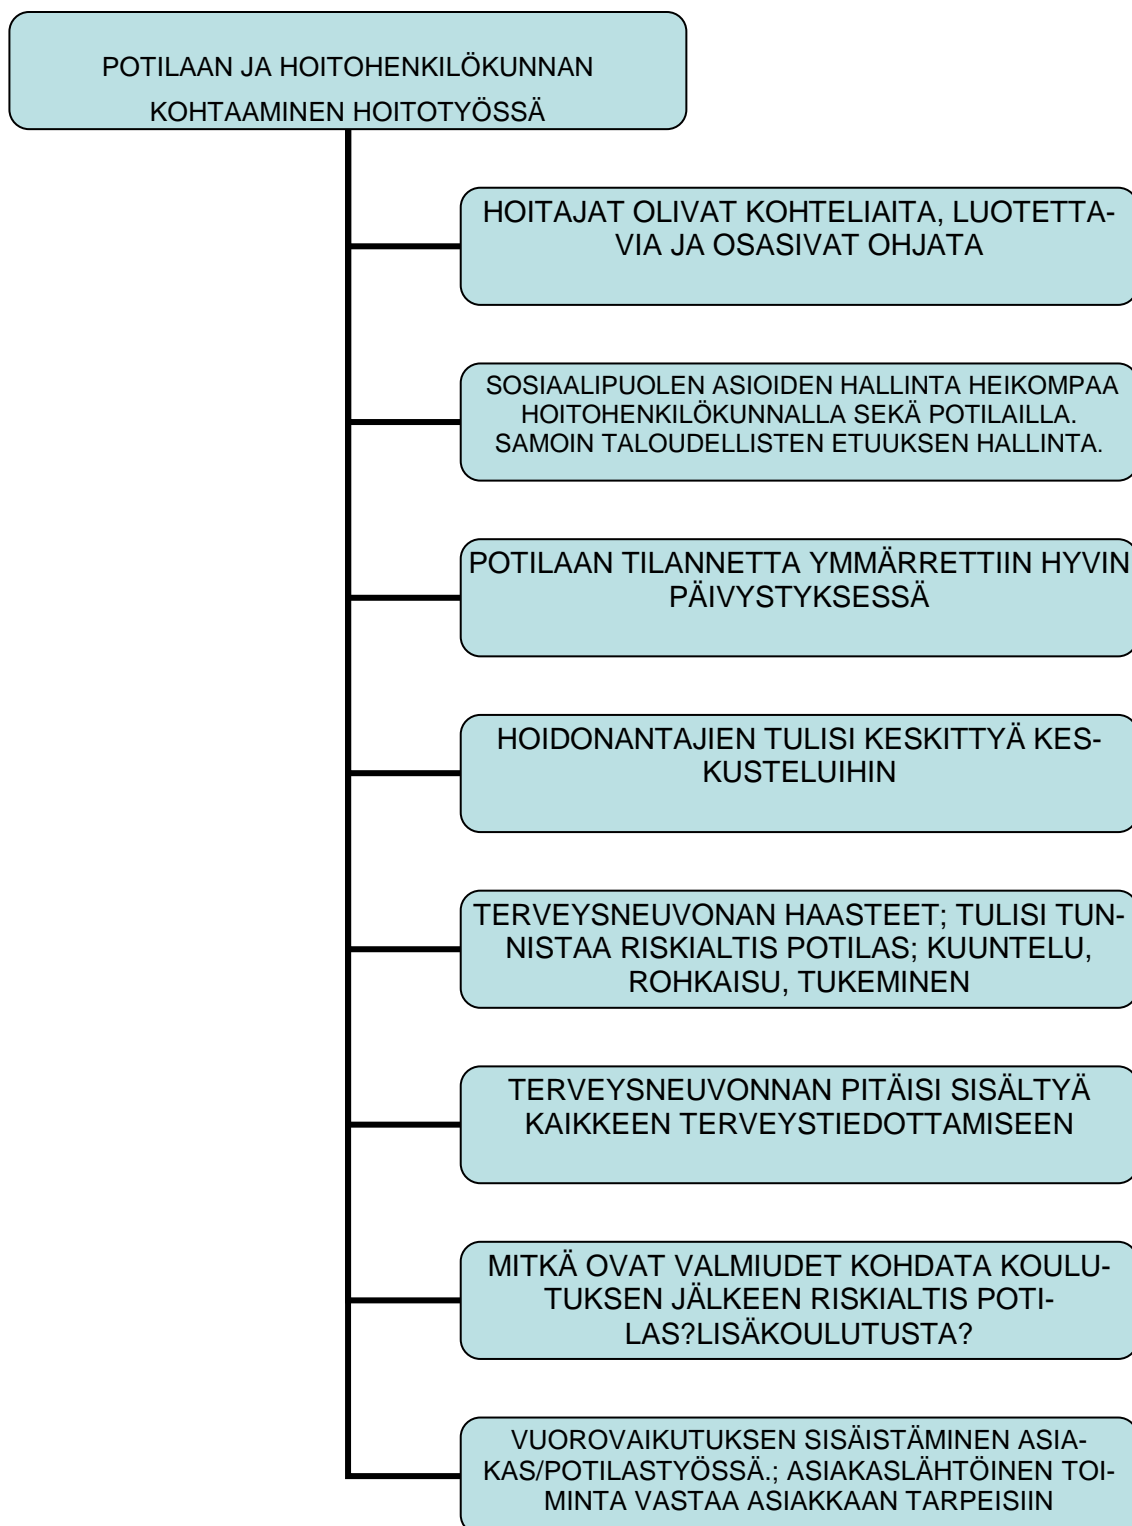 POTILAAN JA HOITOHENKILÖKUNNAN
KOHTAAMINEN HOITOTYÖSSÄ
HOITAJAT OLIVAT KOHTELIAITA, LUOTETTA-
VIA JA OSASIVAT OHJATA
SOSIAALIPUOLEN ASIOIDEN HALLINTA HEIKOMPAA
HOITOHENKILÖKUNNALLA SEKÄ POTILAILLA.
SAMOIN TALOUDELLISTEN ETUUKSEN HALLINTA.
POTILAAN TILANNETTA YMMÄRRETTIIN HYVIN
PÄIVYSTYKSESSÄ
HOIDONANTAJIEN TULISI KESKITTYÄ KES-
KUSTELUIHIN
TERVEYSNEUVONAN HAASTEET; TULISI TUN-
NISTAA RISKIALTIS POTILAS; KUUNTELU,
ROHKAISU, TUKEMINEN
TERVEYSNEUVONNAN PITÄISI SISÄLTYÄ
KAIKKEEN TERVEYSTIEDOTTAMISEEN
MITKÄ OVAT VALMIUDET KOHDATA KOULU-
TUKSEN JÄLKEEN RISKIALTIS POTI-
LAS?LISÄKOULUTUSTA?
VUOROVAIKUTUKSEN SISÄISTÄMINEN ASIA-
KAS/POTILASTYÖSSÄ.; ASIAKASLÄHTÖINEN TOI-
MINTA VASTAA ASIAKKAAN TARPEISIIN